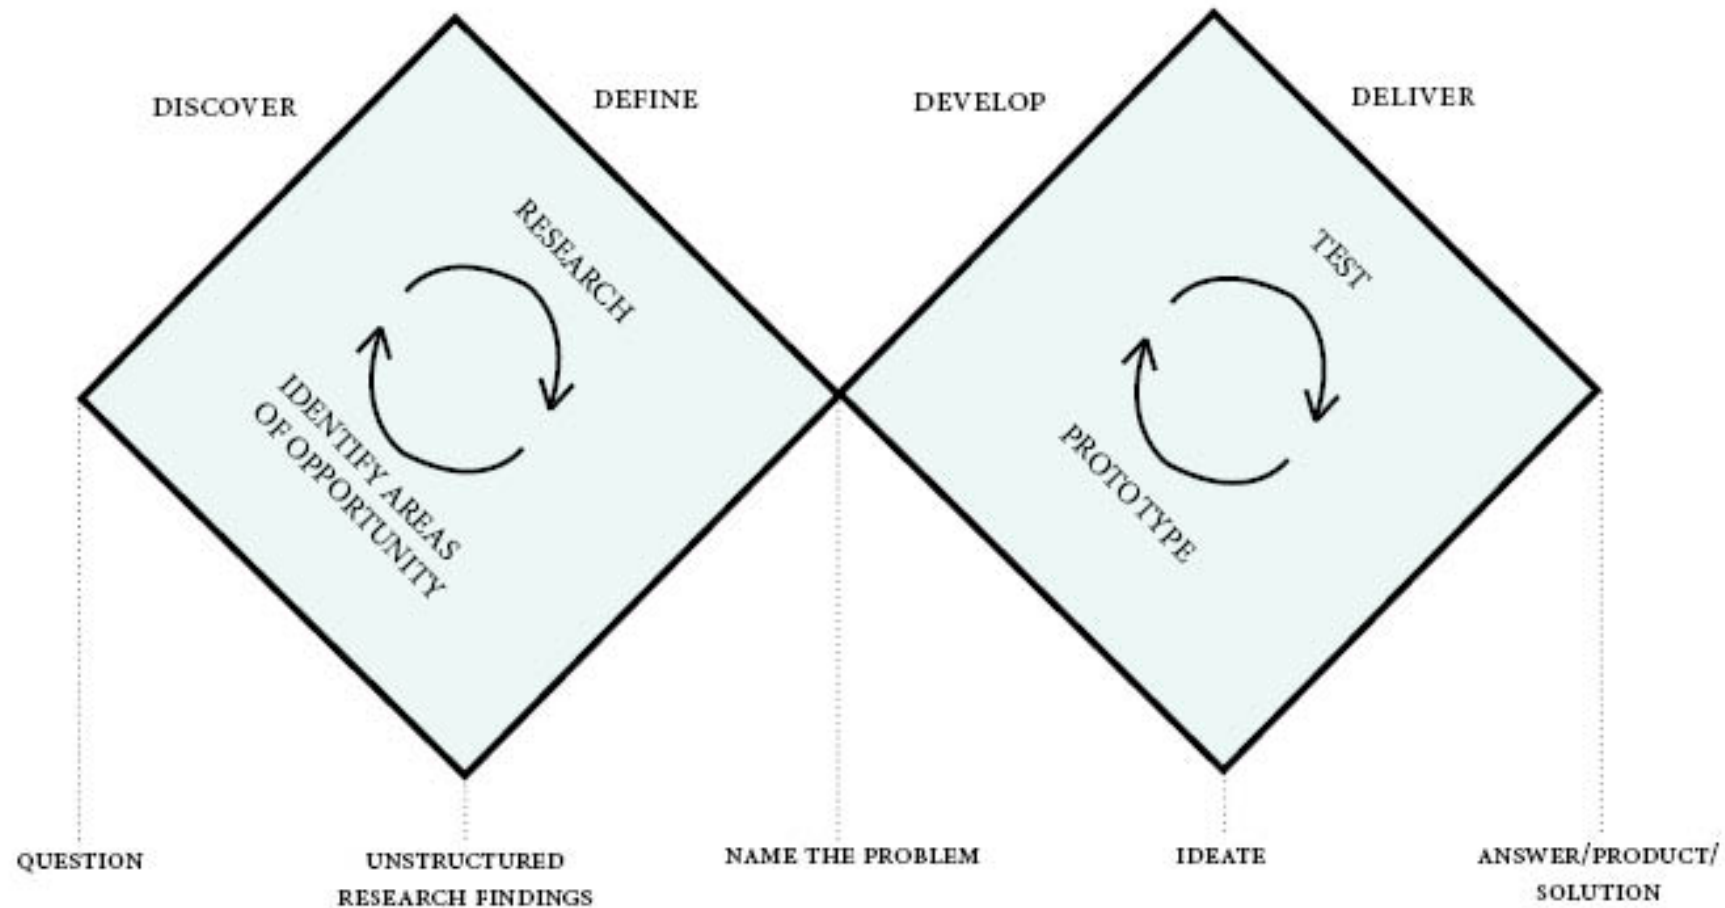 DISCOVER
DEFINE
DEVELOP
DELIVER
RESEARCH
IDENTIFY AREAS
OF OPPORTUNITY
TEST
PROTOTYPE
QUESTION
UNSTRUCTURED
RESEARCH FINDINGS
NAME THE PROBLEM
IDEATE
ANSWER/PRODUCT/
SOLUTION